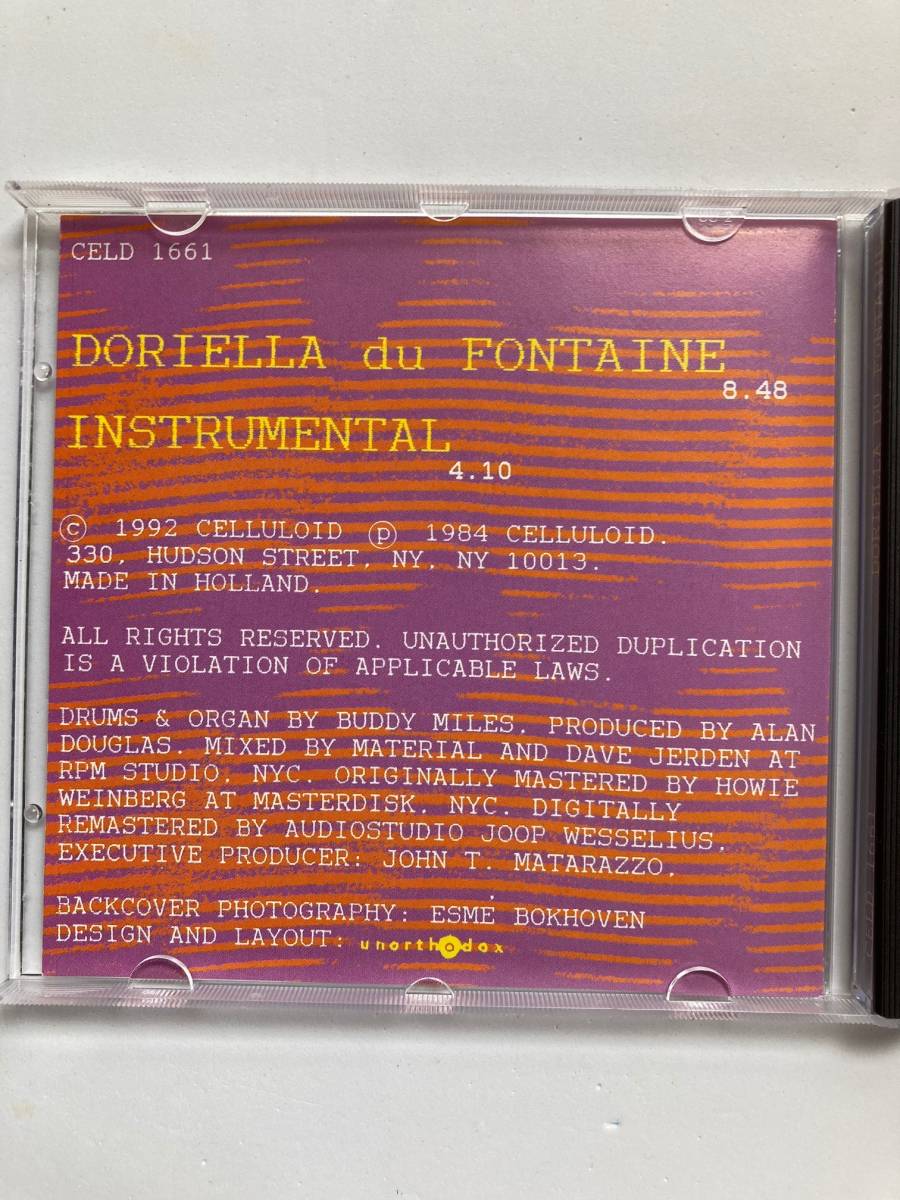 CELD 1661
DORIELLA du FONTAINE
8.48
INSTRUMENTAL
4.10
© 1992 CELLULOID ℗ 1984 CELLULOID.
330, HUDSON STREET, NY, NY 10013.
MADE IN HOLLAND.
ALL RIGHTS RESERVED. UNAUTHORIZED DUPLICATION
IS A VIOLATION OF APPLICABLE LAWS.
DRUMS & ORGAN BY BUDDY MILES. PRODUCED BY ALAN
DOUGLAS. MIXED BY MATERIAL AND DAVE JERDEN AT
RPM STUDIO, NYC. ORIGINALLY MASTERED BY HOWIE
WEINBERG AT MASTERDISK, NYC. DIGITALLY
REMASTERED BY AUDIOSTUDIO JOOP WESSELIUS.
EXECUTIVE PRODUCER: JOHN T. MATARAZZO.
BACKCOVER PHOTOGRAPHY: ESME BOKHOVEN
DESIGN AND LAYOUT: unorthodox
CELD 1661